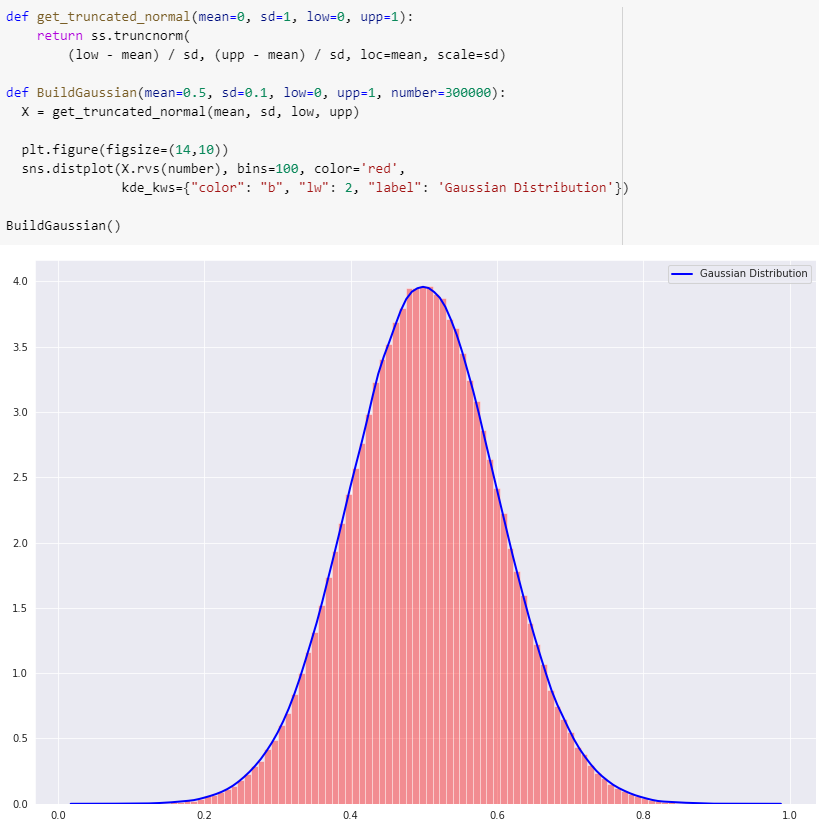 def get_truncated_normal(mean=0, sd=1, low=0, upp=1):
    return ss.truncnorm(
        (low - mean) / sd, (upp - mean) / sd, loc=mean, scale=sd)

def BuildGaussian(mean=0.5, sd=0.1, low=0, upp=1, number=300000):
  X = get_truncated_normal(mean, sd, low, upp)

  plt.figure(figsize=(14,10))
  sns.distplot(X.rvs(number), bins=100, color='red',
               kde_kws={"color": "b", "lw": 2, "label": 'Gaussian Distribution'})

BuildGaussian()
Gaussian Distribution
4.0
3.5
3.0
2.5
2.0
1.5
1.0
0.5
0.0
0.0 0.2 0.4 0.6 0.8 1.0